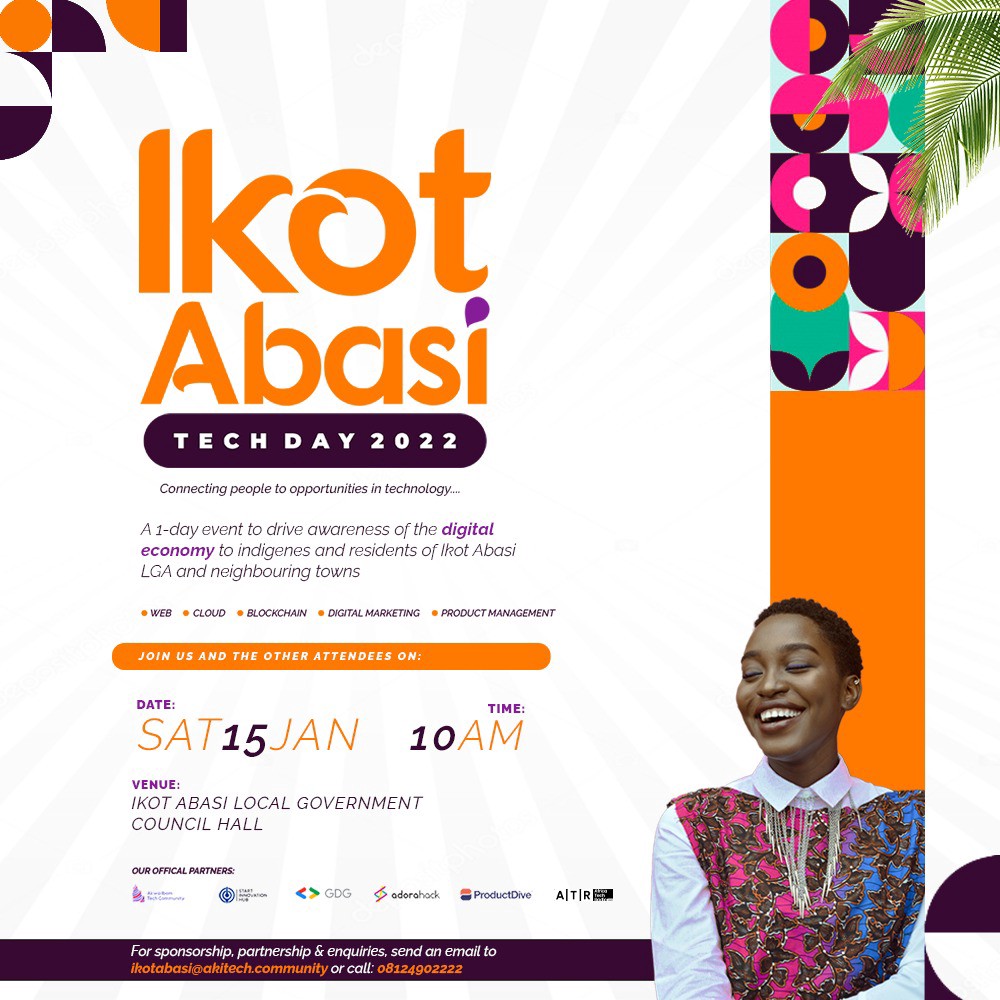 Ikot
Abasi
TECH DAY 2022
Connecting people to opportunities in technology....
A 1-day event to drive awareness of the digital
economy to indigenes and residents of Ikot Abasi
LGA and neighbouring towns
WEB CLOUD BLOCKCHAIN DIGITAL MARKETING PRODUCT MANAGEMENT
JOIN US AND THE OTHER ATTENDEES ON:
DATE: TIME:
SAT15JAN 10AM
VENUE:
IKOT ABASI LOCAL GOVERNMENT
COUNCIL HALL
OUR OFFICAL PARTNERS:
Akwa Ibom
Tech Community
START
INNOVATION
HUB
GDG
adorahack
ProductDive
A|T|R
For sponsorship, partnership & enquiries, send an email to
ikotabasi@akitech.community or call: 08124902222